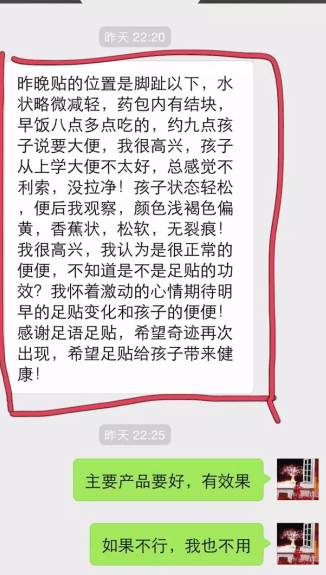 昨天 22:20
昨晚贴的位置是脚趾以下，水
状略微减轻，药包内有结块，
早饭八点多点吃的，约九点孩
子说要大便，我很高兴，孩子
从上学大便不太好，总感觉不
利索，没拉净！孩子状态轻松
，便后我观察，颜色浅褐色偏
黄，香蕉状，松软，无裂痕！
我很高兴，我认为是很正常的
便便，不知道是不是足贴的功
效？我怀着激动的心情期待明
早的足贴变化和孩子的便便！
感谢足语足贴，希望奇迹再次
出现，希望足贴给孩子带来健
康！
昨天 22:25
主要产品要好，有效果
如果不行，我也不用